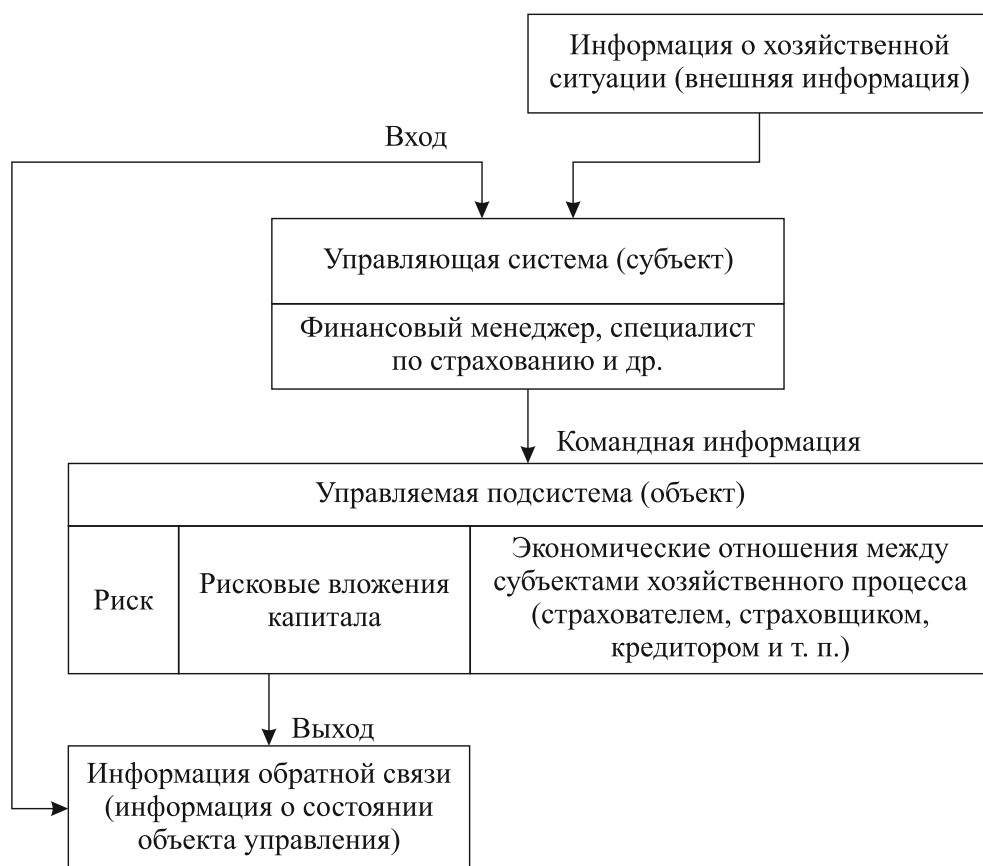 Информация о хозяйственной
ситуации (внешняя информация)
Вход
Управляющая система (субъект)
Финансовый менеджер, специалист
по страхованию и др.
Командная информация
Управляемая подсистема (объект)
Риск
Рисковые вложения
капитала
Экономические отношения между
субъектами хозяйственного процесса
(страхователем, страховщиком,
кредитором и т. п.)
Выход
Информация обратной связи
(информация о состоянии
объекта управления)